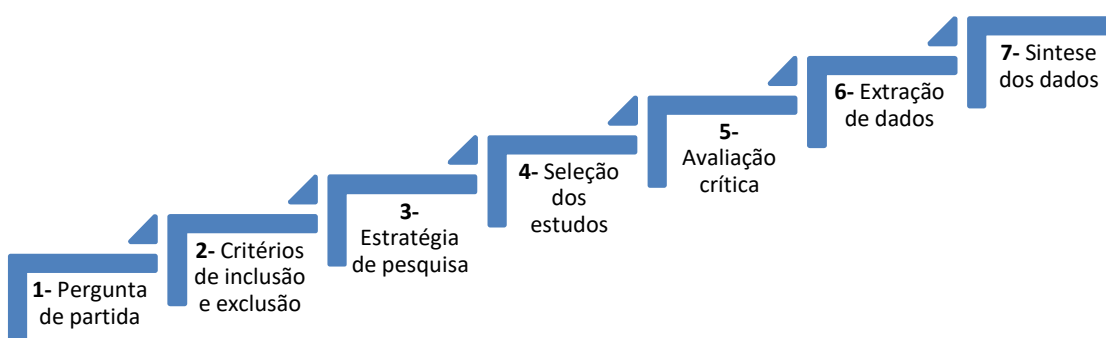 1- Pergunta
de partida
2- Critérios
de inclusão
e exclusão
3-
Estratégia
de pesquisa
4- Seleção
dos
estudos
5-
Avaliação
crítica
6- Extração
de dados
7- Sintese
dos dados